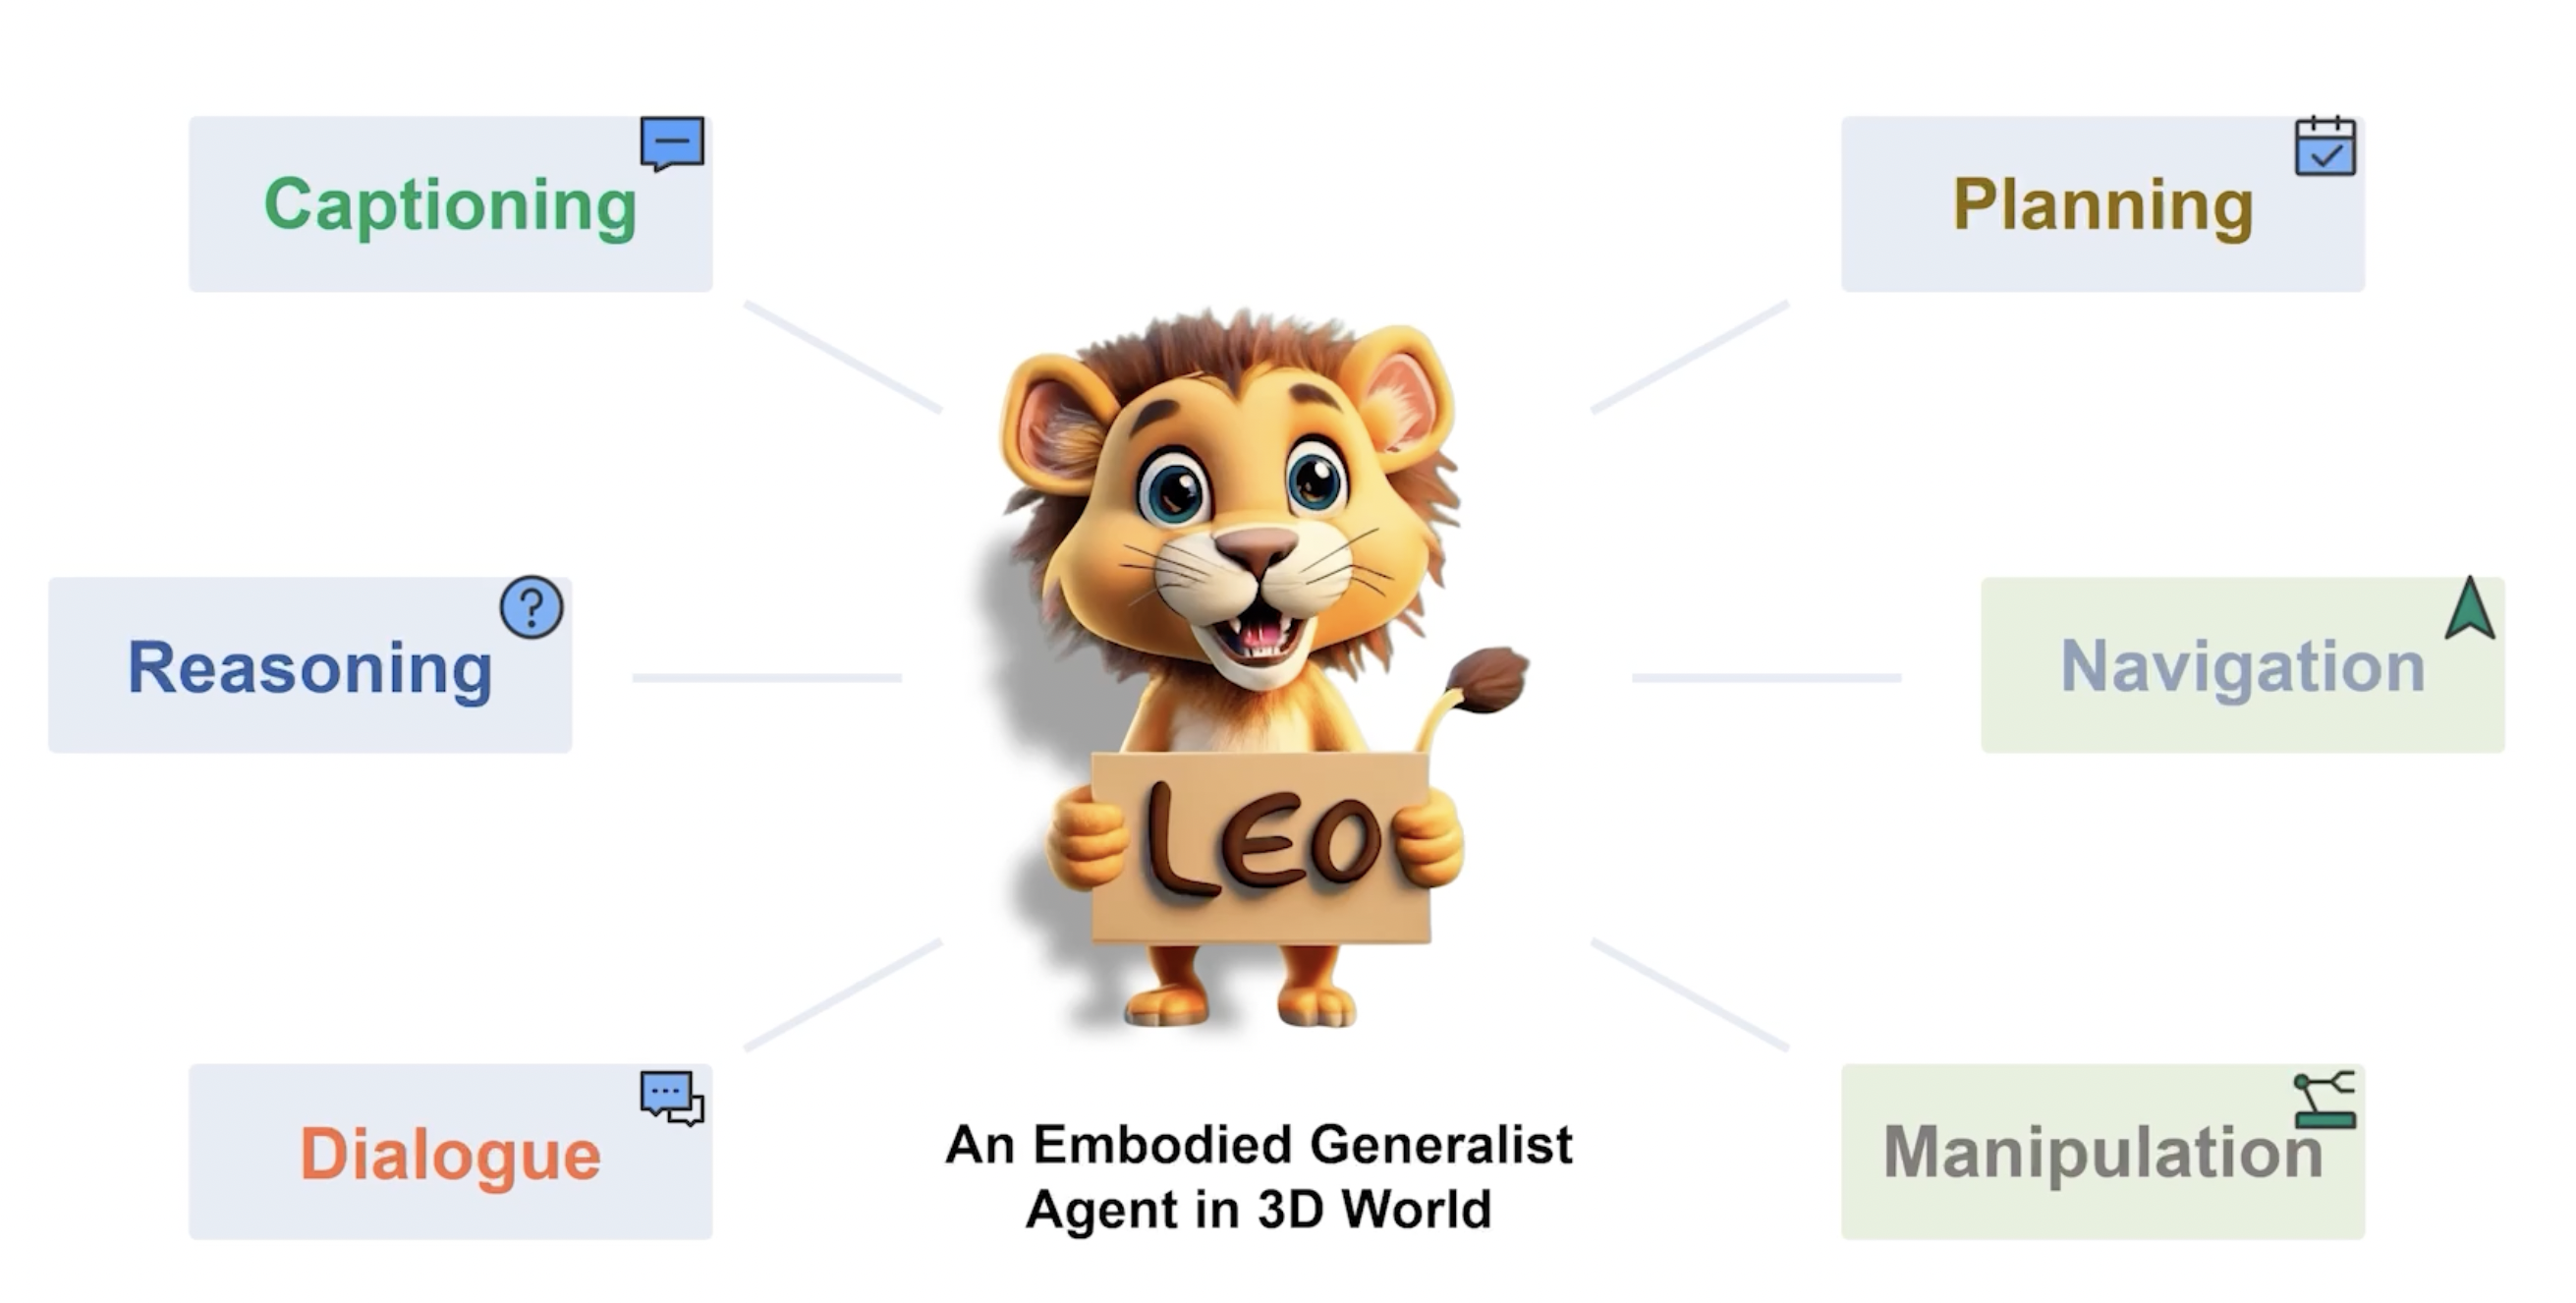 Captioning
Planning
Reasoning
?
Navigation
LEO
Dialogue
An Embodied Generalist
Agent in 3D World
Manipulation